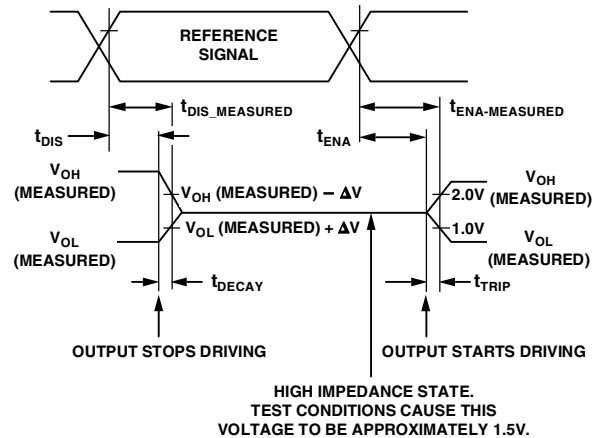 REFERENCE
SIGNAL
tDIS_MEASURED
tENA-MEASURED
tDIS
tENA
VOH
(MEASURED)
VOH (MEASURED) – ΔV
2.0V
VOH
(MEASURED)
VOL
(MEASURED)
VOL (MEASURED) + ΔV
1.0V
VOL
(MEASURED)
tDECAY
tTRIP
OUTPUT STOPS DRIVING
OUTPUT STARTS DRIVING
HIGH IMPEDANCE STATE.
TEST CONDITIONS CAUSE THIS
VOLTAGE TO BE APPROXIMATELY 1.5V.